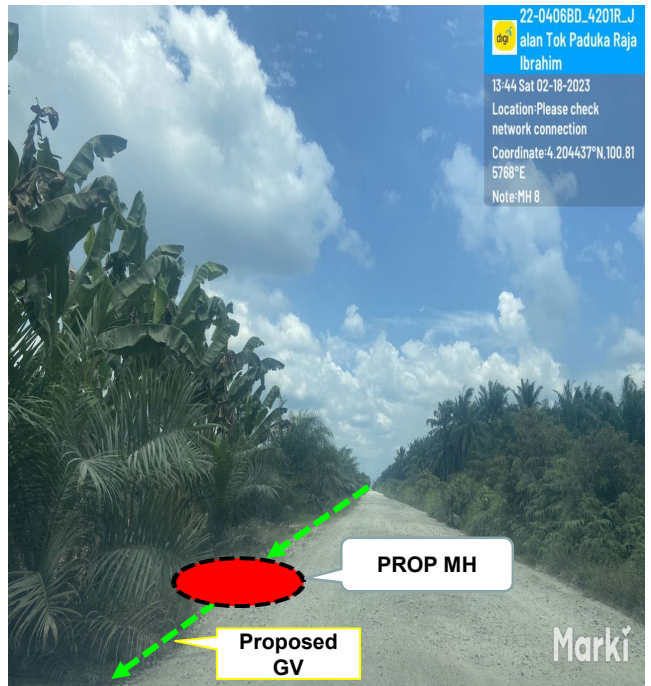 22-0406BD_4201R_J
digi
alan Tok Paduka Raja
Ibrahim
13:44 Sat 02-18-2023
Location:Please check
network connection
Coordinate:4.204437°N,100.81
5768°E
Note:MH 8
PROP MH
Proposed
GV
Marki